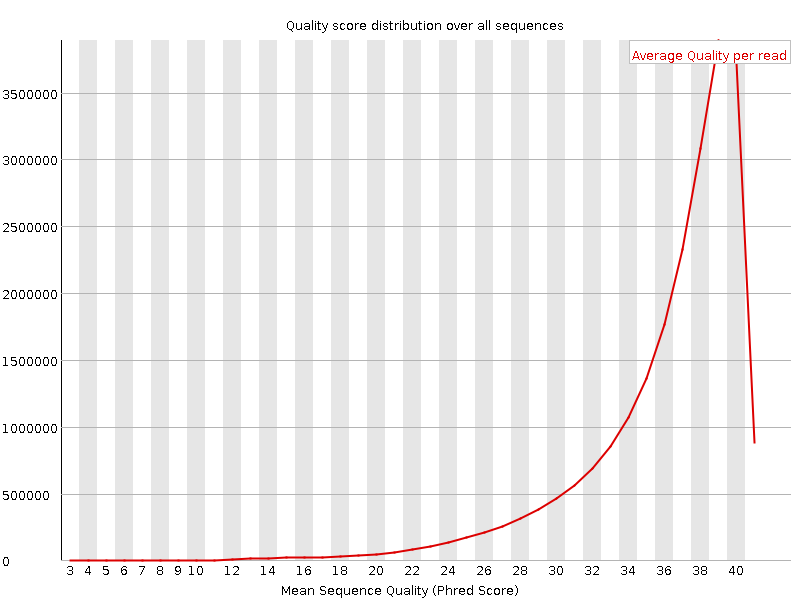 Quality score distribution over all sequences
Average Quality per read
3500000
3000000
2500000
2000000
1500000
1000000
500000
0
3 4 5 6 7 8 9 10 12 14 16 18 20 22 24 26 28 30 32 34 36 38 40
Mean Sequence Quality (Phred Score)